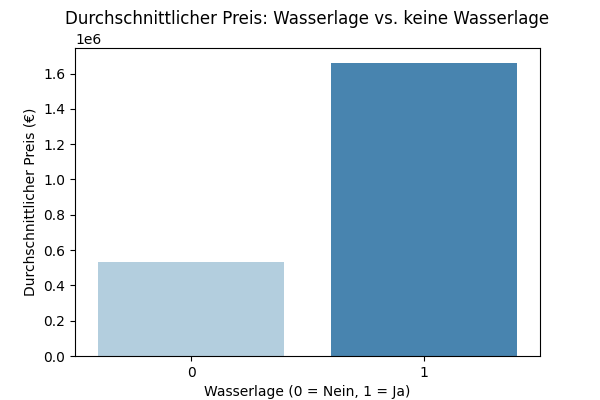 Durchschnittlicher Preis: Wasserlage vs. keine Wasserlage
1e6
1.6
1.4
1.2
1.0
0.8
0.6
0.4
0.2
0.0
Durchschnittlicher Preis (€)
0 1
Wasserlage (0 = Nein, 1 = Ja)